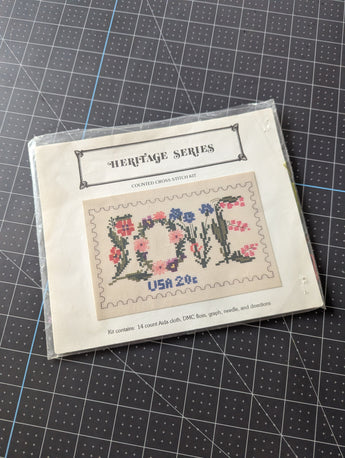 HERITAGE SERIES
COUNTED CROSS-STITCH KIT
LOVE
USA 20c
Kit contains: 14 count Aida cloth, DMC floss, graph, needle, and directions